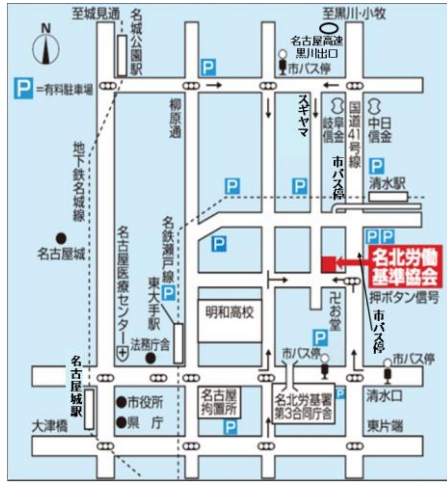 至城見通
至黒川・小牧
N
名城公園駅
名古屋高速
黒川出口
市バス停
P
P =有料駐車場
柳原通
スギヤマ
岐阜信金
国道41号線
中日信金
市バス停
P
清水駅
地下鉄名城線
P
P
名古屋城
名古屋医療センター
名鉄瀬戸線
東大手駅
P
P
P P
名北労働
基準協会
押ボタン信号
卍お堂
市バス停
明和高校
法務庁舎
P
市バス停
市バス停
名古屋城駅
市役所
県庁
名古屋
拘置所
P
名北労基署
第3合同庁舎
P
清水口
大津橋
東片端